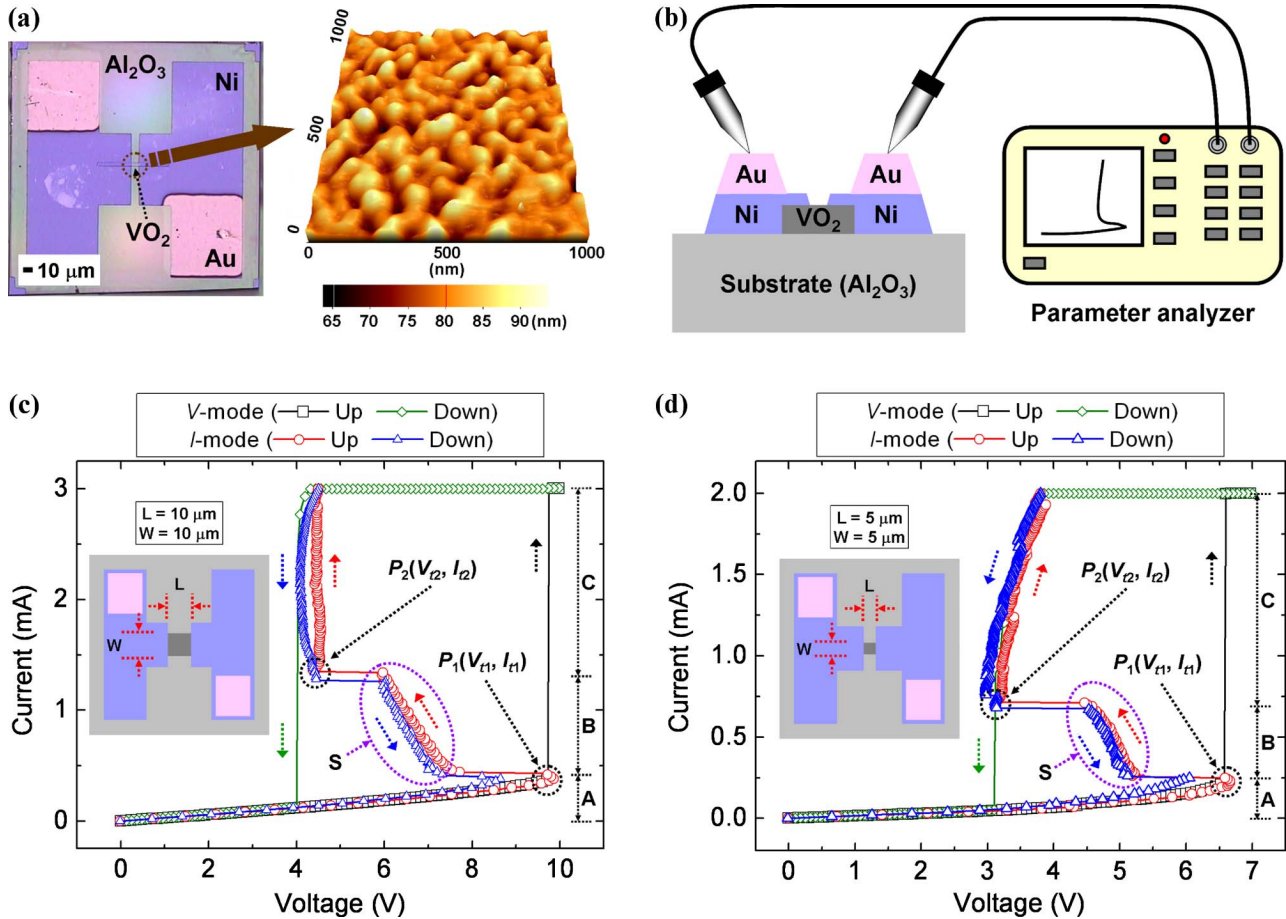 (a)
Al2O3
Ni
VO2
Au
10 μm
1000
500
0
0
500
1000
(nm)
65 70 75 80 85 90 (nm)
(b)
Au
Au
Ni
VO2
Ni
Substrate (Al2O3)
Parameter analyzer
(c)
V-mode ( Up Down)
I-mode ( Up Down)
L = 10 μm
W = 10 μm
L
W
P2(Vt2, It2)
P1(Vt1, It1)
S
C
B
A
3
2
1
0
Current (mA)
0 2 4 6 8 10
Voltage (V)
(d)
V-mode ( Up Down)
I-mode ( Up Down)
L = 5 μm
W = 5 μm
L
W
P2(Vt2, It2)
P1(Vt1, It1)
S
C
B
A
2.0
1.5
1.0
0.5
0.0
Current (mA)
0 1 2 3 4 5 6 7
Voltage (V)